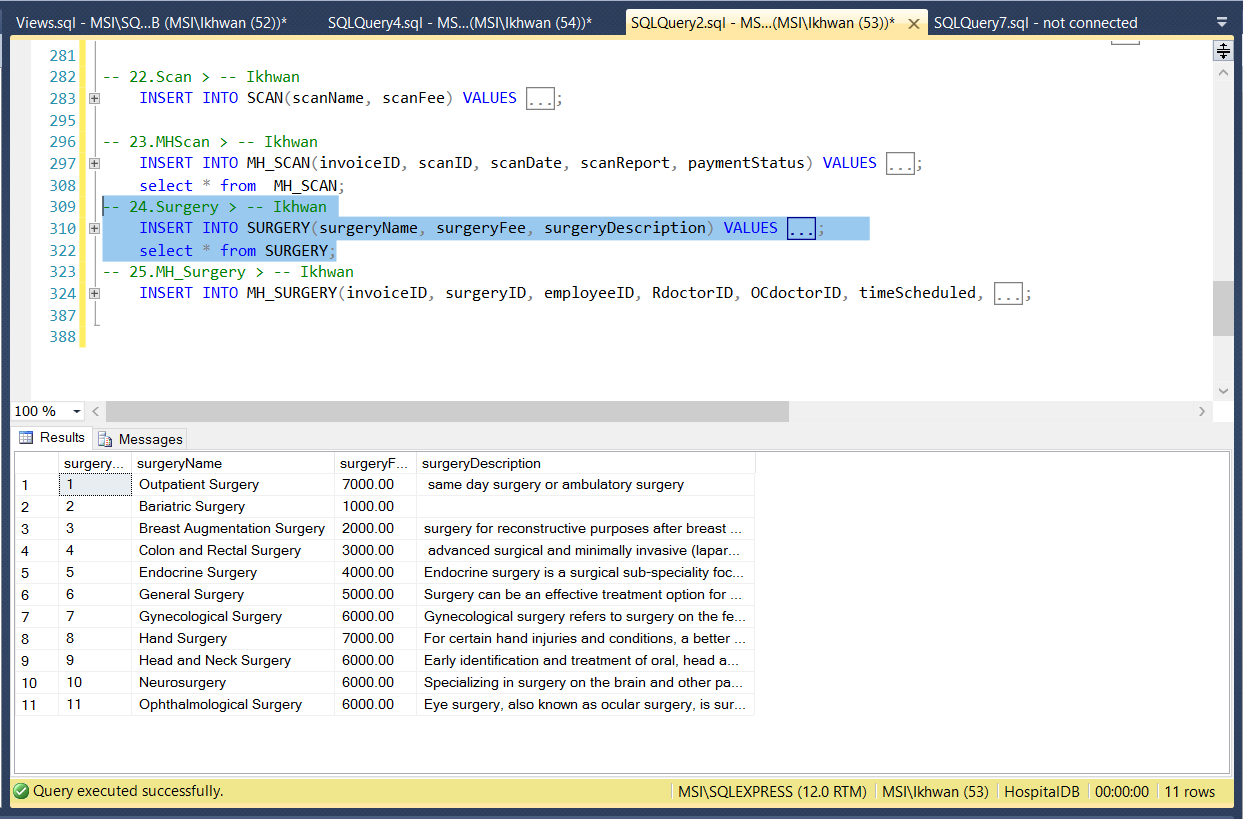 Views.sql - MSI\SQ...B (MSI\Ikhwan (52))* SQLQuery4.sql - MS...(MSI\Ikhwan (54))* SQLQuery2.sql - MS...(MSI\Ikhwan (53))* SQLQuery7.sql - not connected
281
282 -- 22.Scan > -- Ikhwan
283 INSERT INTO SCAN(scanName, scanFee) VALUES ...;
295
296 -- 23.MHScan > -- Ikhwan
297 INSERT INTO MH_SCAN(invoiceID, scanID, scanDate, scanReport, paymentStatus) VALUES ...;
308 select * from MH_SCAN;
309 -- 24.Surgery > -- Ikhwan
310 INSERT INTO SURGERY(surgeryName, surgeryFee, surgeryDescription) VALUES ...;
322 select * from SURGERY;
323 -- 25.MH_Surgery > -- Ikhwan
324 INSERT INTO MH_SURGERY(invoiceID, surgeryID, employeeID, RdoctorID, OCdoctorID, timeScheduled, ...;
387
388
100 %
Results Messages
surgery... surgeryName surgeryF... surgeryDescription
1 1 Outpatient Surgery 7000.00 same day surgery or ambulatory surgery
2 2 Bariatric Surgery 1000.00
3 3 Breast Augmentation Surgery 2000.00 surgery for reconstructive purposes after breast ...
4 4 Colon and Rectal Surgery 3000.00 advanced surgical and minimally invasive (lapar...
5 5 Endocrine Surgery 4000.00 Endocrine surgery is a surgical sub-speciality foc...
6 6 General Surgery 5000.00 Surgery can be an effective treatment option for ...
7 7 Gynecological Surgery 6000.00 Gynecological surgery refers to surgery on the fe...
8 8 Hand Surgery 7000.00 For certain hand injuries and conditions, a better ...
9 9 Head and Neck Surgery 6000.00 Early identification and treatment of oral, head a...
10 10 Neurosurgery 6000.00 Specializing in surgery on the brain and other pa...
11 11 Ophthalmological Surgery 6000.00 Eye surgery, also known as ocular surgery, is sur...
Query executed successfully. MSI\SQLEXPRESS (12.0 RTM) MSI\Ikhwan (53) HospitalDB 00:00:00 11 rows